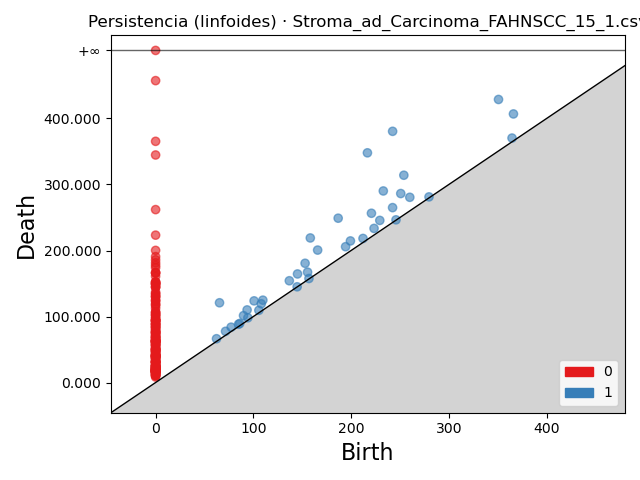 Persistencia (linfoides) · Stroma_ad_Carcinoma_FAHNSCC_15_1.csv
+∞
400.000
300.000
200.000
100.000
0.000
Death
0
1
0 100 200 300 400
Birth